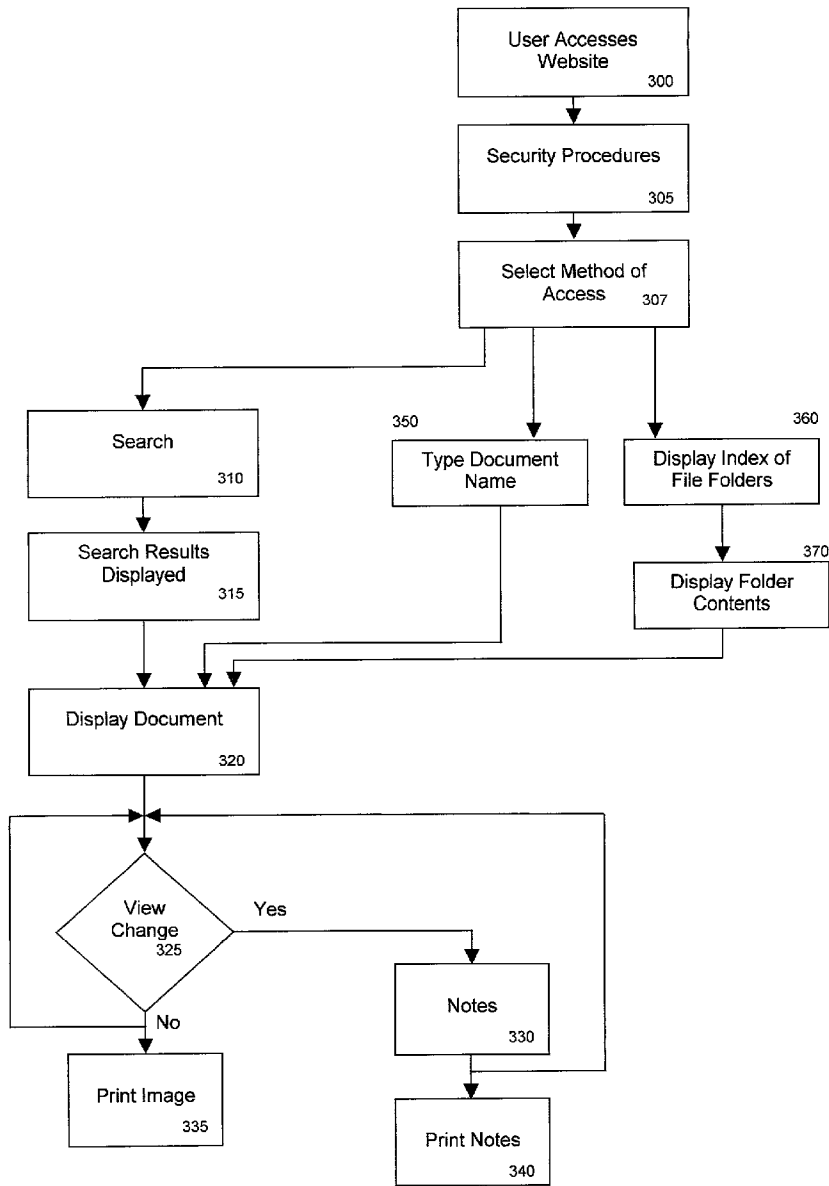 User Accesses
Website
300
Security Procedures
305
Select Method of
Access
307
Search
310
350
Type Document
Name
360
Display Index of
File Folders
Search Results
Displayed
315
370
Display Folder
Contents
Display Document
320
View
Change
325
Yes
No
Notes
330
Print Image
335
Print Notes
340